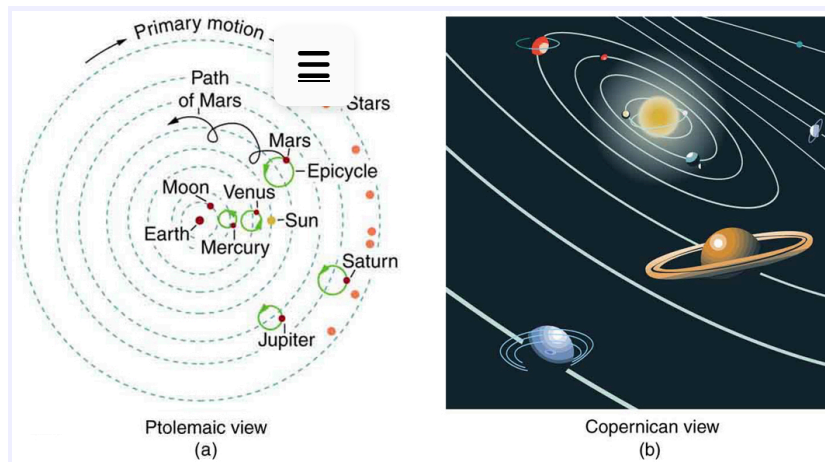 Primary motion
Path
of Mars
Stars
Mars
Epicycle
Moon
Venus
Sun
Earth
Mercury
Saturn
Jupiter
Ptolemaic view
(a)
Copernican view
(b)